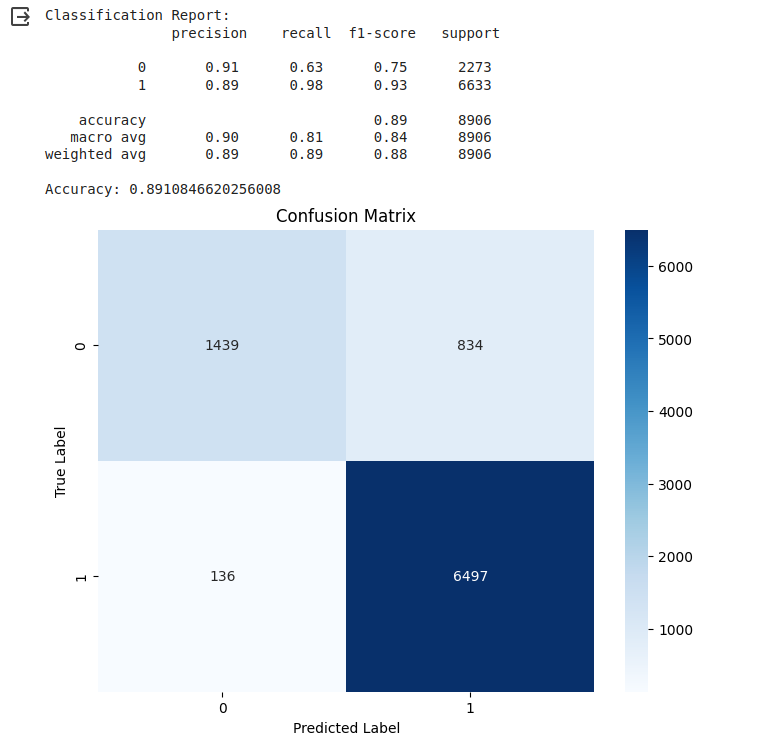 Classification Report:
precision recall f1-score support
0 0.91 0.63 0.75 2273
1 0.89 0.98 0.93 6633
accuracy 0.89 8906
macro avg 0.90 0.81 0.84 8906
weighted avg 0.89 0.89 0.88 8906
Accuracy: 0.8910846620256008
Confusion Matrix
6000
5000
4000
3000
2000
1000
True Label
0
1439 834
1
136 6497
0 1
Predicted Label